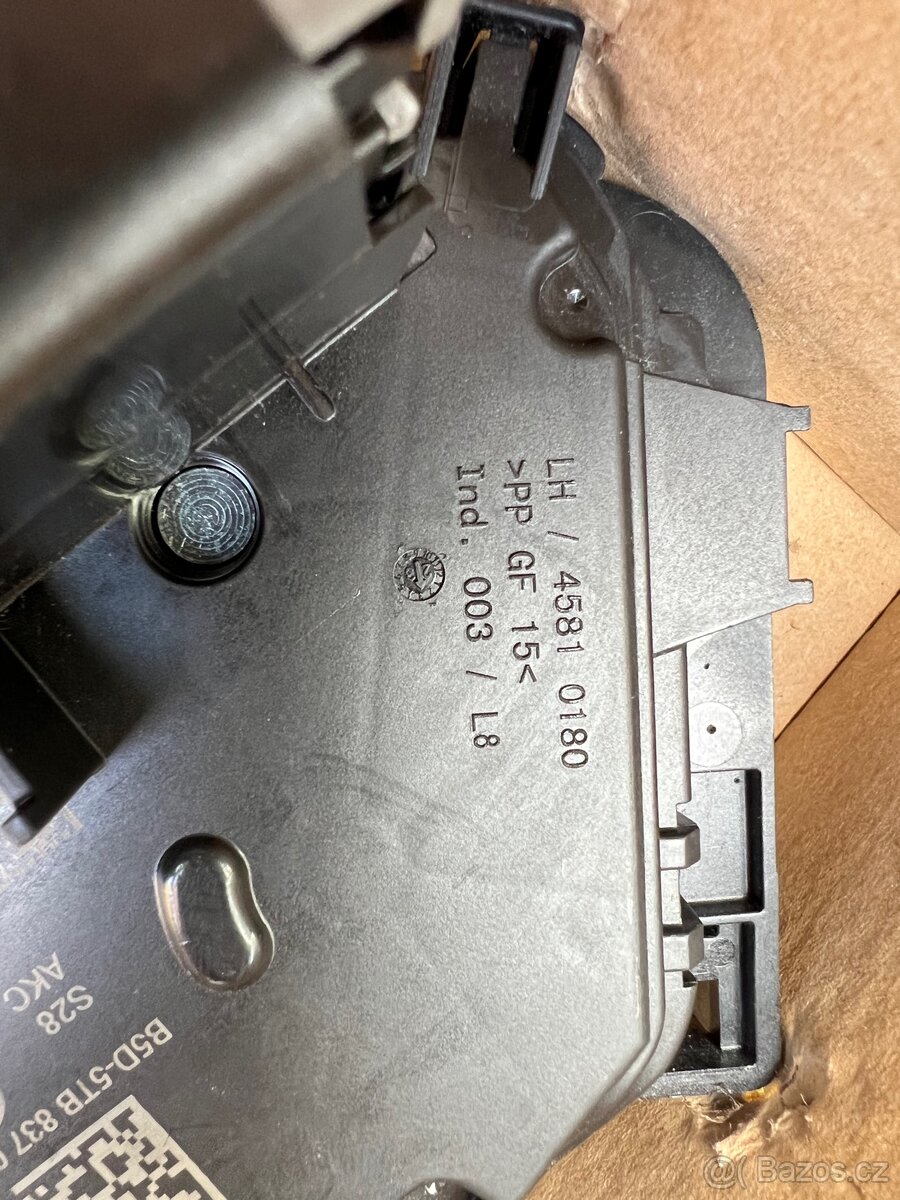 LH / 4581 0180
>PP GF 15<
Ind. 003 / L8
S28
AKC
B5D-5TB 837
@ Bazos.cz